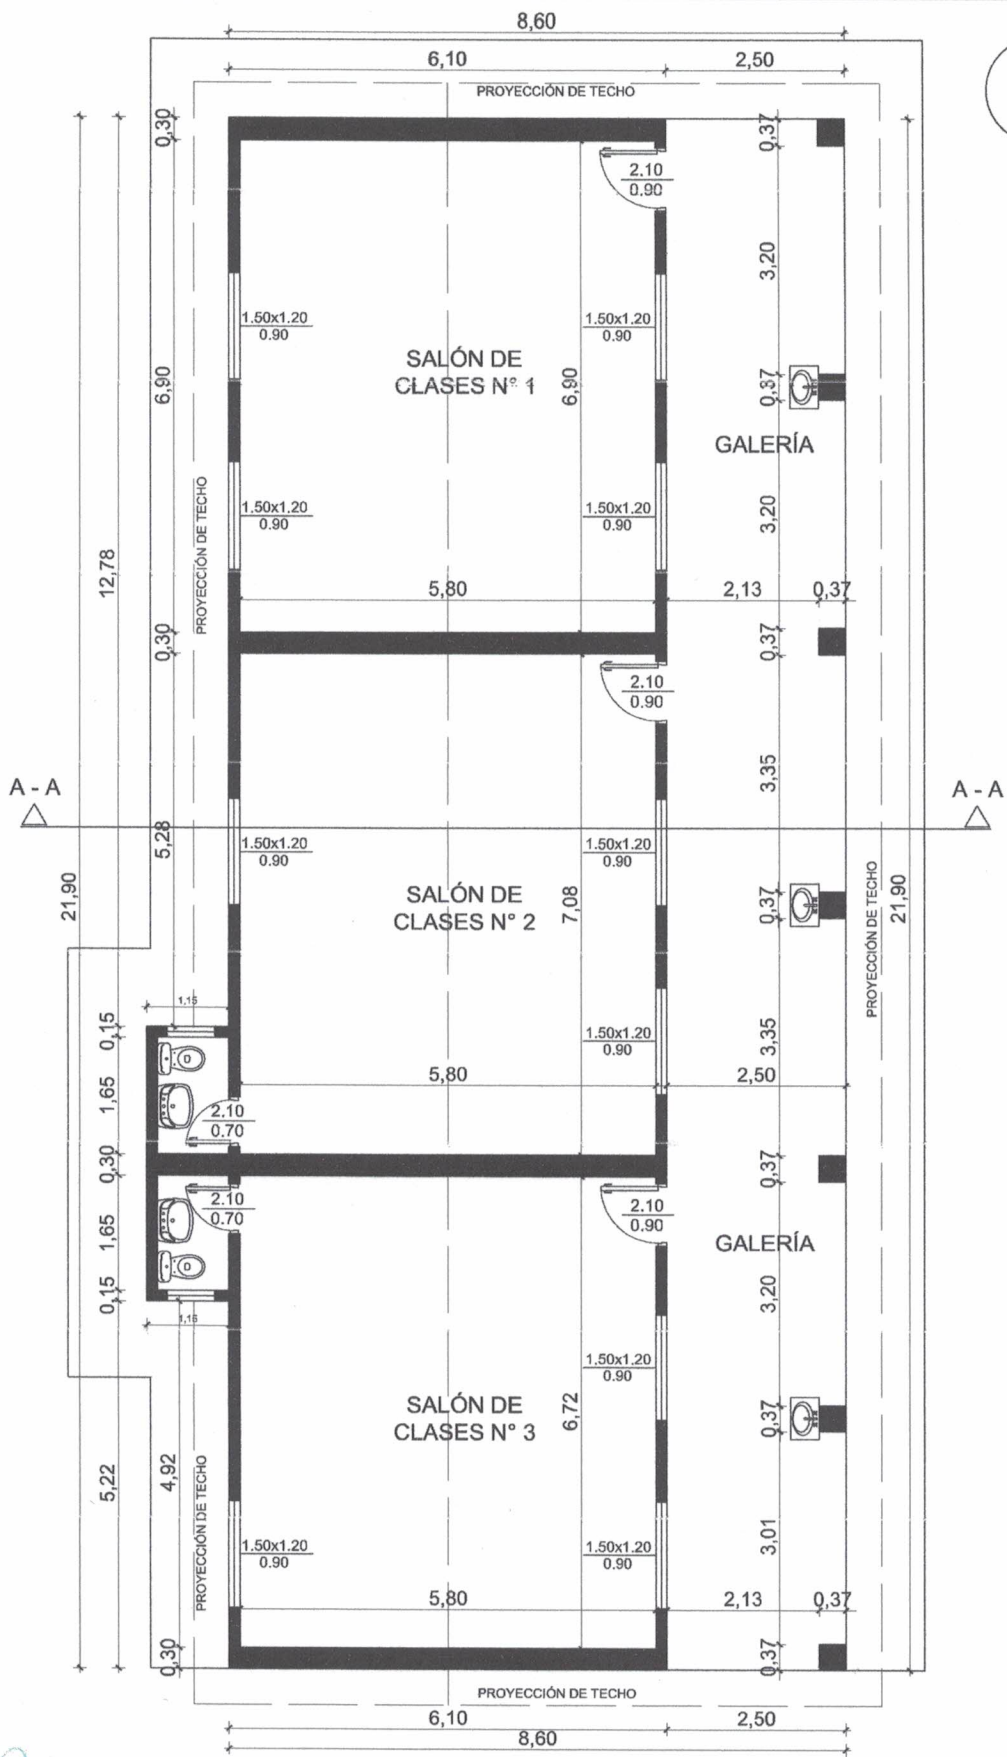 8,60
6,10
2,50
PROYECCIÓN DE TECHO
0,30
0,37
2.10
0.90
3,20
1.50x1.20
0.90
1.50x1.20
0.90
SALÓN DE
CLASES N° 1
6,90
6,90
0,37
GALERÍA
PROYECCIÓN DE TECHO
1.50x1.20
0.90
1.50x1.20
0.90
3,20
12,78
5,80
2,13
0,37
0,30
0,37
2.10
0.90
3,35
A - A
A - A
5,28
1.50x1.20
0.90
1.50x1.20
0.90
21,90
SALÓN DE
CLASES N° 2
7,08
0,37
PROYECCIÓN DE TECHO
21,90
1,15
0,15
1.50x1.20
0.90
3,35
5,80
2,50
1,65
2.10
0.70
0,30
0,37
2.10
0.70
2.10
0.90
1,65
GALERÍA
0,15
3,20
1,15
1.50x1.20
0.90
SALÓN DE
CLASES N° 3
6,72
0,37
5,22
4,92
PROYECCIÓN DE TECHO
1.50x1.20
0.90
1.50x1.20
0.90
3,01
5,80
2,13
0,37
0,30
0,37
PROYECCIÓN DE TECHO
6,10
2,50
8,60